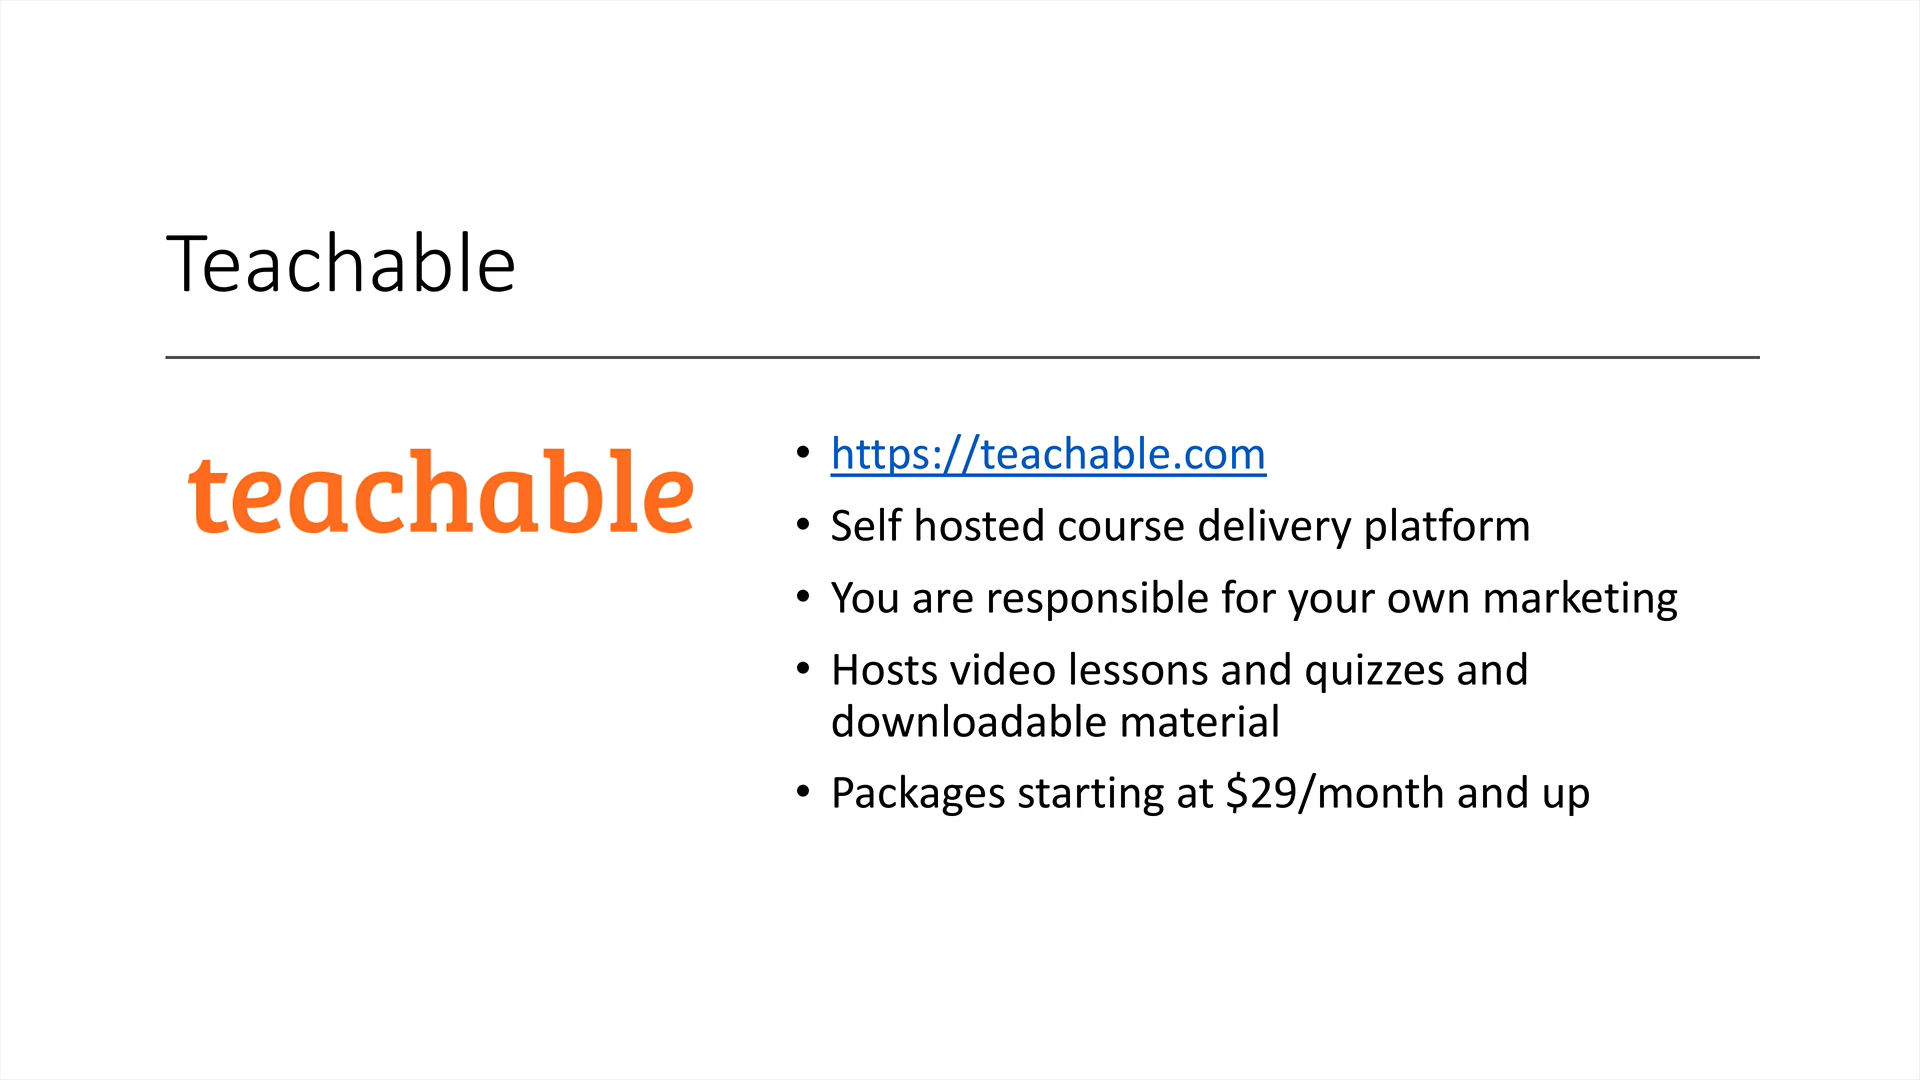 Teachable
teachable
• https://teachable.com
• Self hosted course delivery platform
• You are responsible for your own marketing
• Hosts video lessons and quizzes and
downloadable material
• Packages starting at $29/month and up